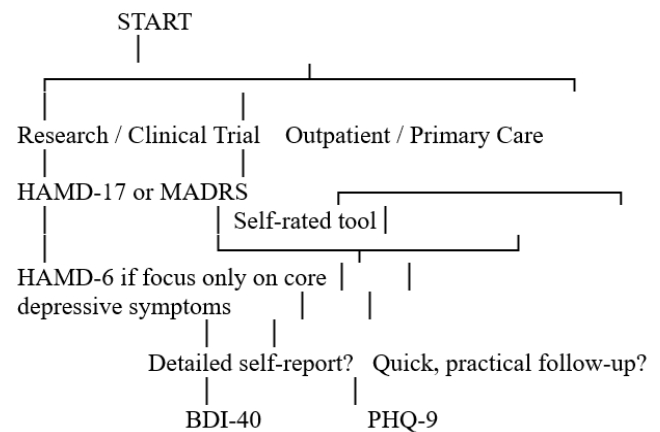 START
Research / Clinical Trial Outpatient / Primary Care
HAMD-17 or MADRS
Self-rated tool
HAMD-6 if focus only on core
depressive symptoms
Detailed self-report? Quick, practical follow-up?
BDI-40 PHQ-9